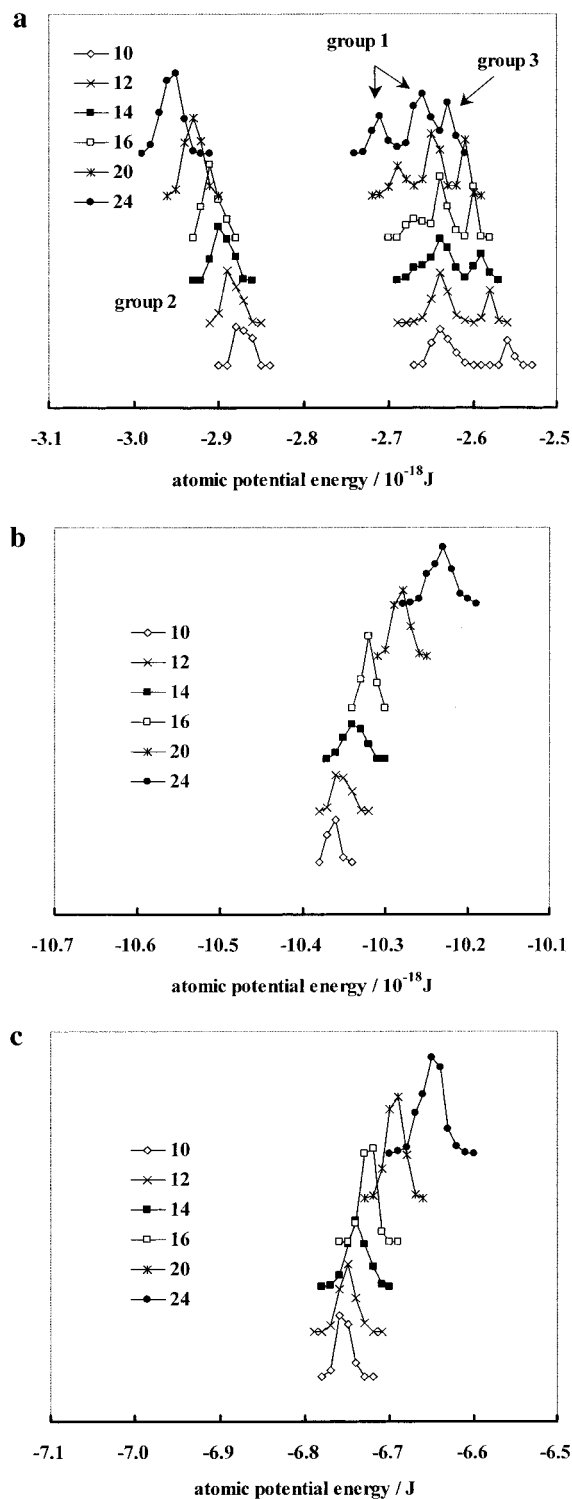 a
group 1
group 3
10
12
14
16
20
24
group 2
-3.1 -3.0 -2.9 -2.8 -2.7 -2.6 -2.5
atomic potential energy / 10⁻¹⁸J
b
10
12
14
16
20
24
-10.7 -10.6 -10.5 -10.4 -10.3 -10.2 -10.1
atomic potential energy / 10⁻¹⁸J
c
10
12
14
16
20
24
-7.1 -7.0 -6.9 -6.8 -6.7 -6.6 -6.5
atomic potential energy / J